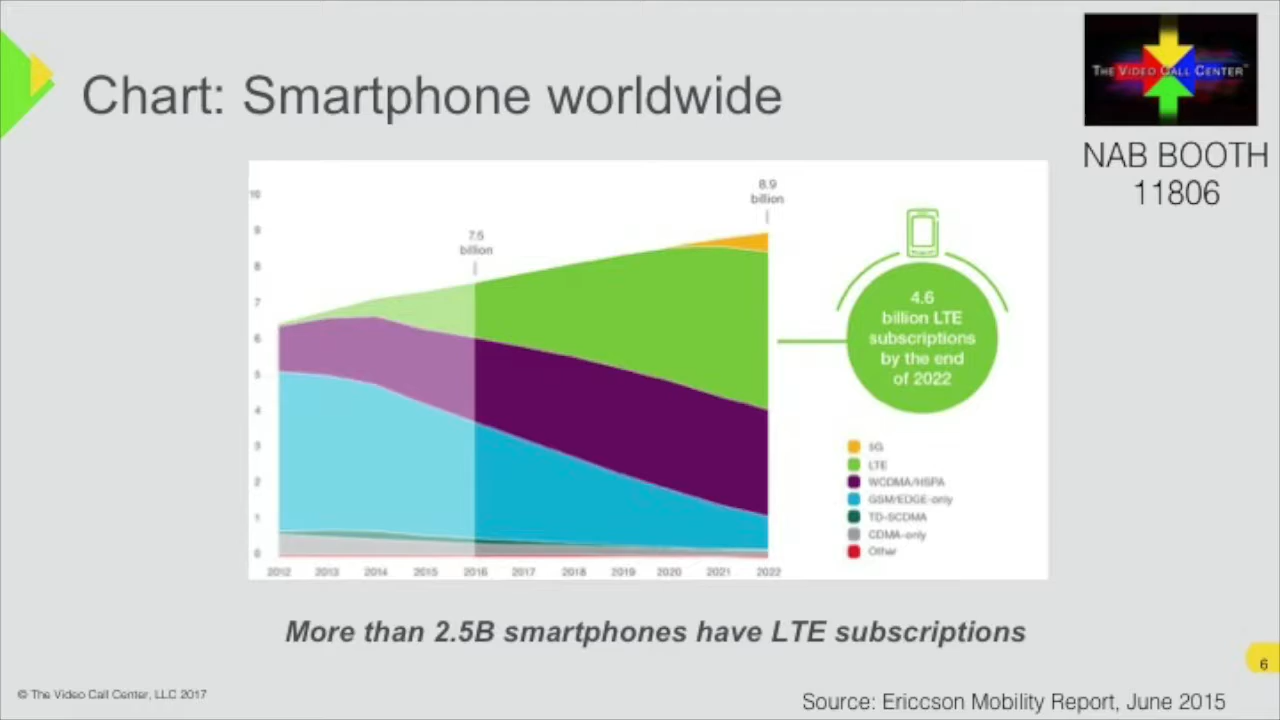 Chart: Smartphone worldwide
THE VIDEO CALL CENTER™
NAB BOOTH
11806
10
9
8
7
6
5
4
3
2
1
0
7.5
billion
8.9
billion
2012 2013 2014 2015 2016 2017 2018 2019 2020 2021 2022
4.6
billion LTE
subscriptions
by the end
of 2022
5G
LTE
WCDMA/HSPA
GSM/EDGE-only
TD-SCDMA
CDMA-only
Other
More than 2.5B smartphones have LTE subscriptions
6
© The Video Call Center, LLC 2017
Source: Ericcson Mobility Report, June 2015